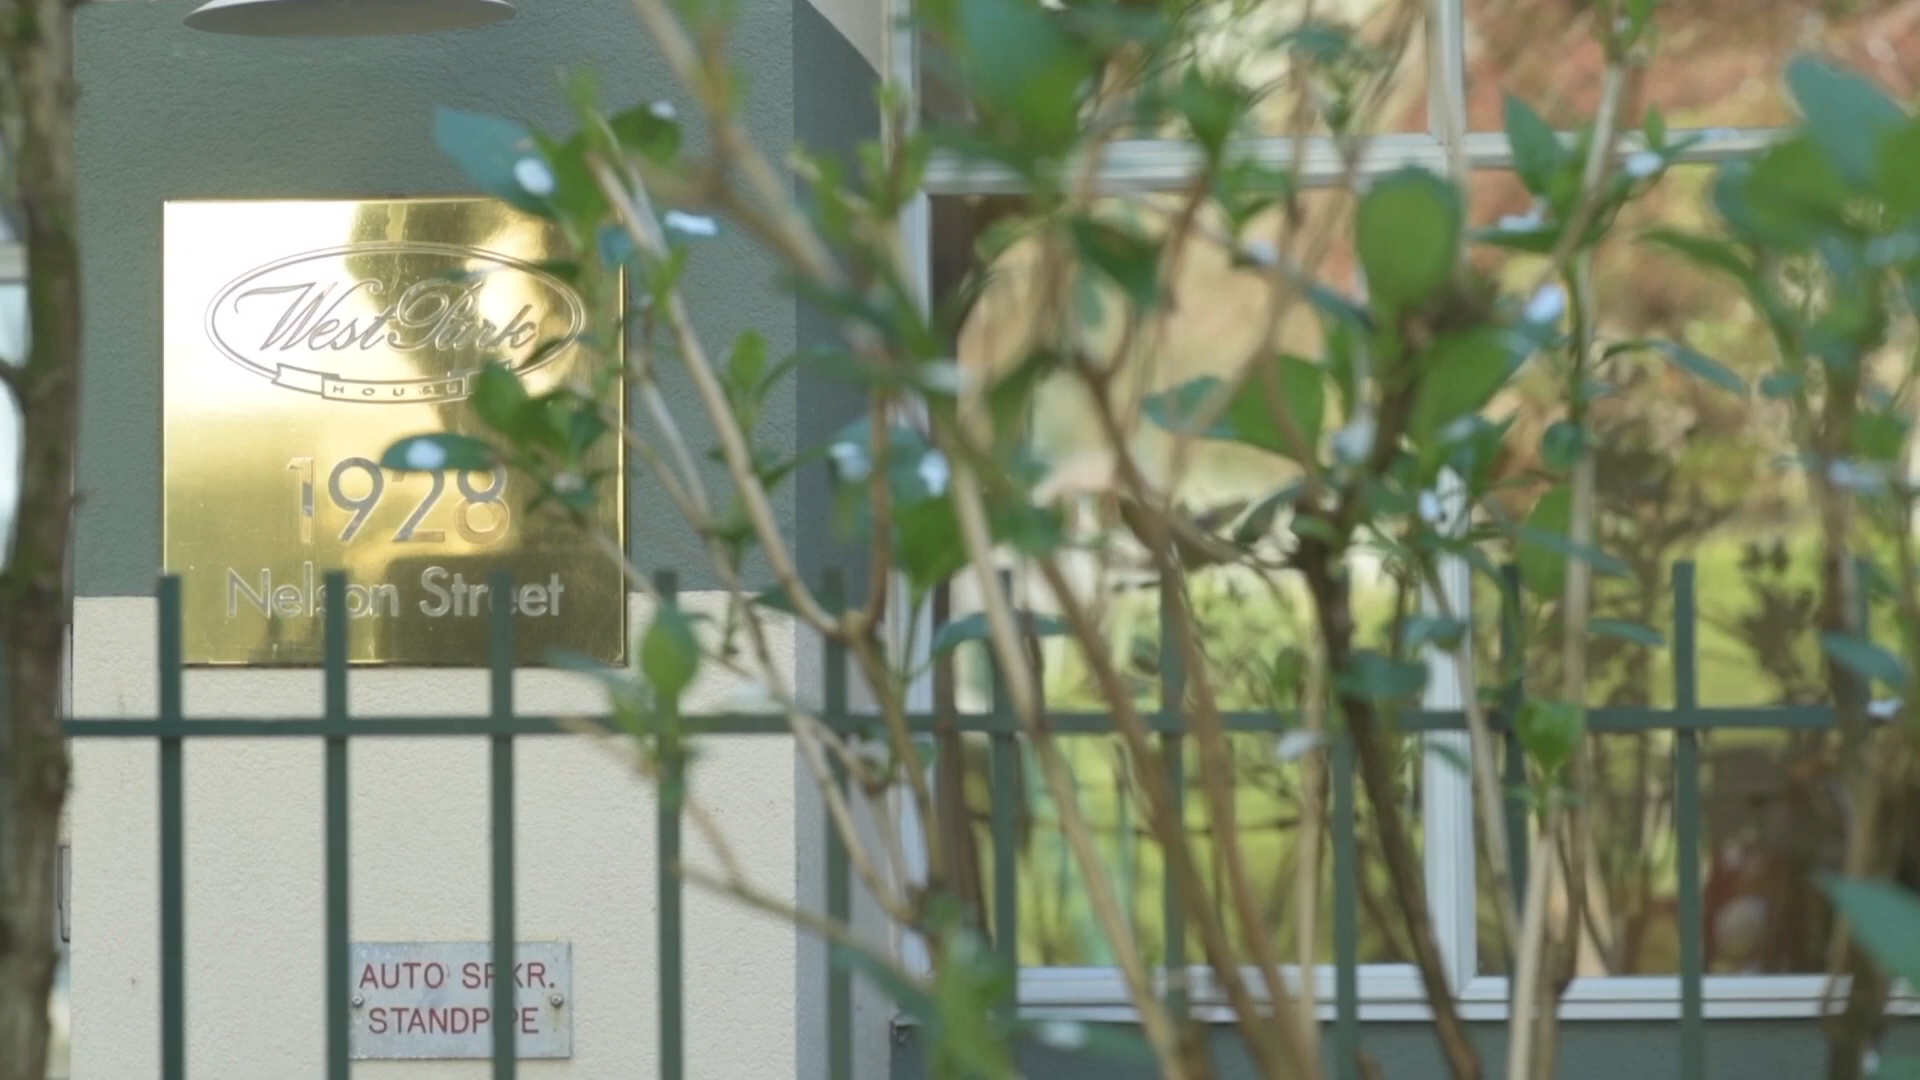 West Park
HOUSE
1928
Nelson Street
AUTO SPKR.
STANDPIPE